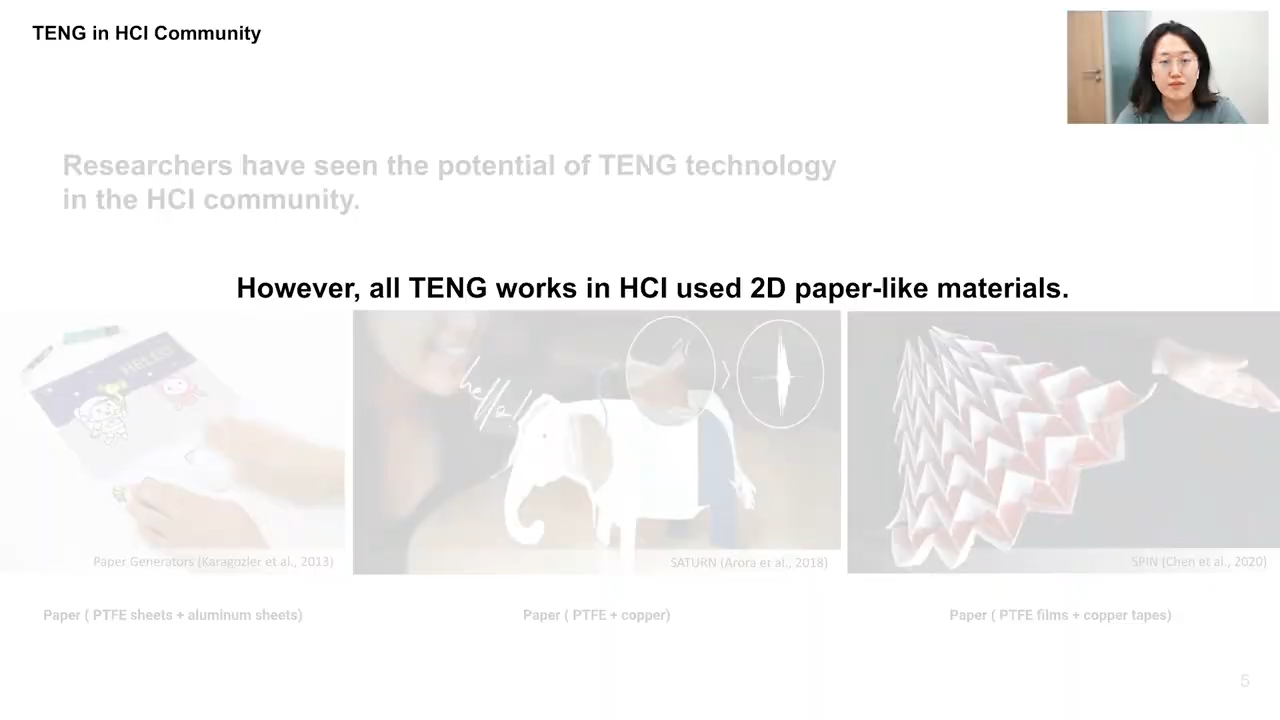 TENG in HCI Community
Researchers have seen the potential of TENG technology
in the HCI community.
However, all TENG works in HCI used 2D paper-like materials.
HELLO
hello!
Paper Generators (Karagozler et al., 2013)
SATURN (Arora et al., 2018)
SPIN (Chen et al., 2020)
Paper ( PTFE sheets + aluminum sheets)
Paper ( PTFE + copper)
Paper ( PTFE films + copper tapes)
5